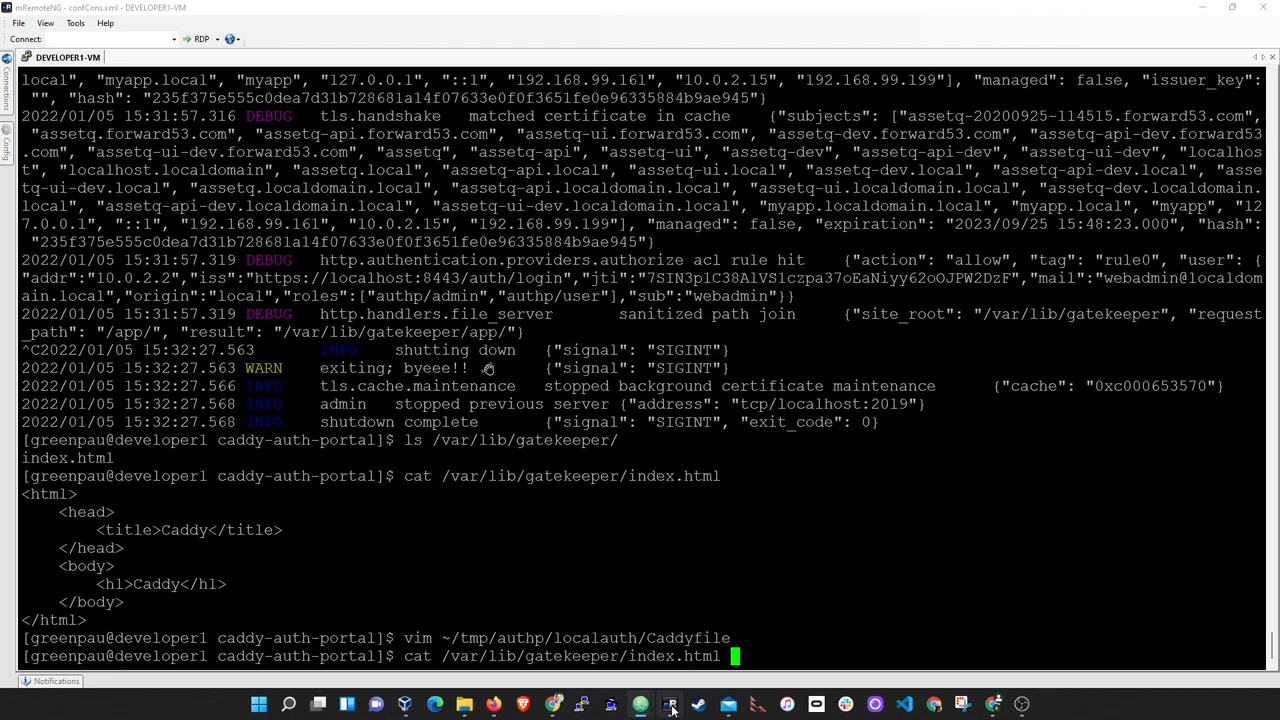 mRemoteNG - confCons.xml - DEVELOPER1-VM
File View Tools Help
Connect: RDP
DEVELOPER1-VM
Connections
Config
local", "myapp.local", "myapp", "127.0.0.1", "::1", "192.168.99.161", "10.0.2.15", "192.168.99.199"], "managed": false, "issuer_key":
"", "hash": "235f375e555c0dea7d31b728681a14f07633e0f0f3651fe0e96335884b9ae945"}
2022/01/05 15:31:57.316 DEBUG tls.handshake matched certificate in cache {"subjects": ["assetq-20200925-114515.forward53.com",
"assetq.forward53.com", "assetq-api.forward53.com", "assetq-ui.forward53.com", "assetq-dev.forward53.com", "assetq-api-dev.forward53
.com", "assetq-ui-dev.forward53.com", "assetq", "assetq-api", "assetq-ui", "assetq-dev", "assetq-api-dev", "assetq-ui-dev", "localhos
t", "localhost.localdomain", "assetq.local", "assetq-api.local", "assetq-ui.local", "assetq-dev.local", "assetq-api-dev.local", "asse
tq-ui-dev.local", "assetq.localdomain.local", "assetq-api.localdomain.local", "assetq-ui.localdomain.local", "assetq-dev.localdomain.
local", "assetq-api-dev.localdomain.local", "assetq-ui-dev.localdomain.local", "myapp.localdomain.local", "myapp.local", "myapp", "12
7.0.0.1", "::1", "192.168.99.161", "10.0.2.15", "192.168.99.199"], "managed": false, "expiration": "2023/09/25 15:48:23.000", "hash":
"235f375e555c0dea7d31b728681a14f07633e0f0f3651fe0e96335884b9ae945"}
2022/01/05 15:31:57.319 DEBUG http.authentication.providers.authorize acl rule hit {"action": "allow", "tag": "rule0", "user": {
"addr":"10.0.2.2","iss":"https://localhost:8443/auth/login","jti":"7SIN3p1C38AlVSlczpa37oEaNiyy62oOJPW2DzF","mail":"webadmin@localdom
ain.local","origin":"local","roles":["authp/admin","authp/user"],"sub":"webadmin"}}
2022/01/05 15:31:57.319 DEBUG http.handlers.file_server sanitized path join {"site_root": "/var/lib/gatekeeper", "request
_path": "/app/", "result": "/var/lib/gatekeeper/app/"}
^C2022/01/05 15:32:27.563 INFO shutting down {"signal": "SIGINT"}
2022/01/05 15:32:27.563 WARN exiting; byeee!! 👋 {"signal": "SIGINT"}
2022/01/05 15:32:27.566 INFO tls.cache.maintenance stopped background certificate maintenance {"cache": "0xc000653570"}
2022/01/05 15:32:27.568 INFO admin stopped previous server {"address": "tcp/localhost:2019"}
2022/01/05 15:32:27.568 INFO shutdown complete {"signal": "SIGINT", "exit_code": 0}
[greenpau@developer1 caddy-auth-portal]$ ls /var/lib/gatekeeper/
index.html
[greenpau@developer1 caddy-auth-portal]$ cat /var/lib/gatekeeper/index.html
<html>
<head>
<title>Caddy</title>
</head>
<body>
<h1>Caddy</h1>
</body>
</html>
[greenpau@developer1 caddy-auth-portal]$ vim ~/tmp/authp/localauth/Caddyfile
[greenpau@developer1 caddy-auth-portal]$ cat /var/lib/gatekeeper/index.html
Notifications